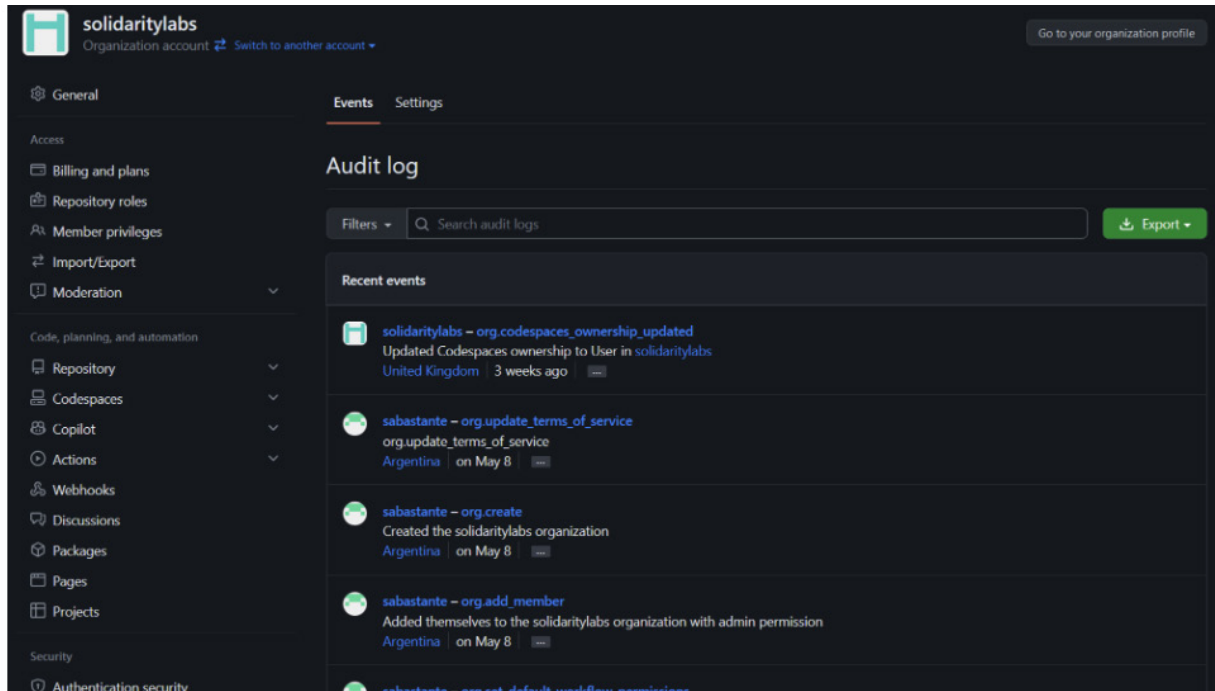 solidaritylabs
Organization account Switch to another account
Go to your organization profile
General
Access
Billing and plans
Repository roles
Member privileges
Import/Export
Moderation
Code, planning, and automation
Repository
Codespaces
Copilot
Actions
Webhooks
Discussions
Packages
Pages
Projects
Security
Authentication security
Events Settings
Audit log
Filters Search audit logs Export
Recent events
solidaritylabs – org.codespaces_ownership_updated
Updated Codespaces ownership to User in solidaritylabs
United Kingdom 3 weeks ago ...
sabastante – org.update_terms_of_service
org.update_terms_of_service
Argentina on May 8 ...
sabastante – org.create
Created the solidaritylabs organization
Argentina on May 8 ...
sabastante – org.add_member
Added themselves to the solidaritylabs organization with admin permission
Argentina on May 8 ...
sabastante – org.set_default_workflow_permissions